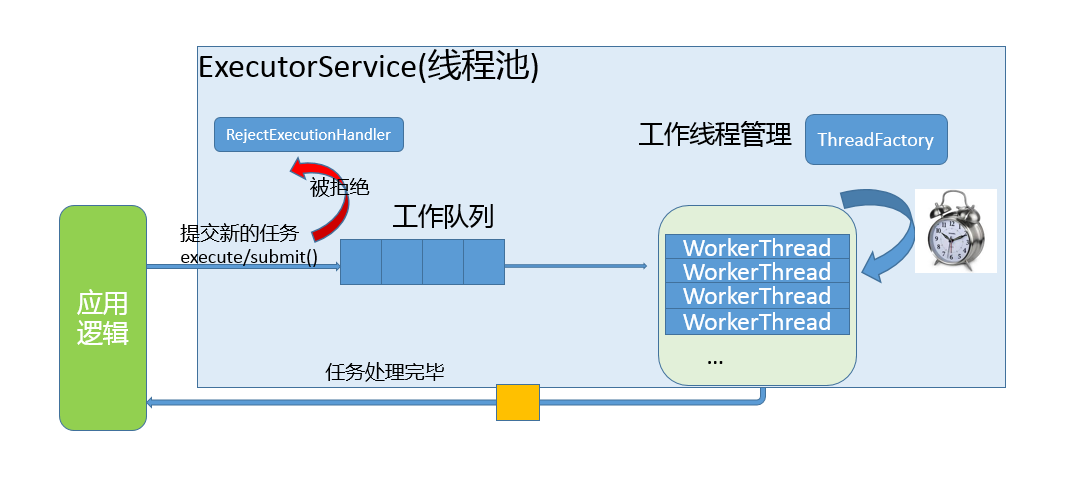 ExecutorService(线程池)
RejectExecutionHandler
工作线程管理
ThreadFactory
被拒绝
工作队列
提交新的任务
execute/submit()
应用
逻辑
WorkerThread
WorkerThread
WorkerThread
WorkerThread
...
任务处理完毕